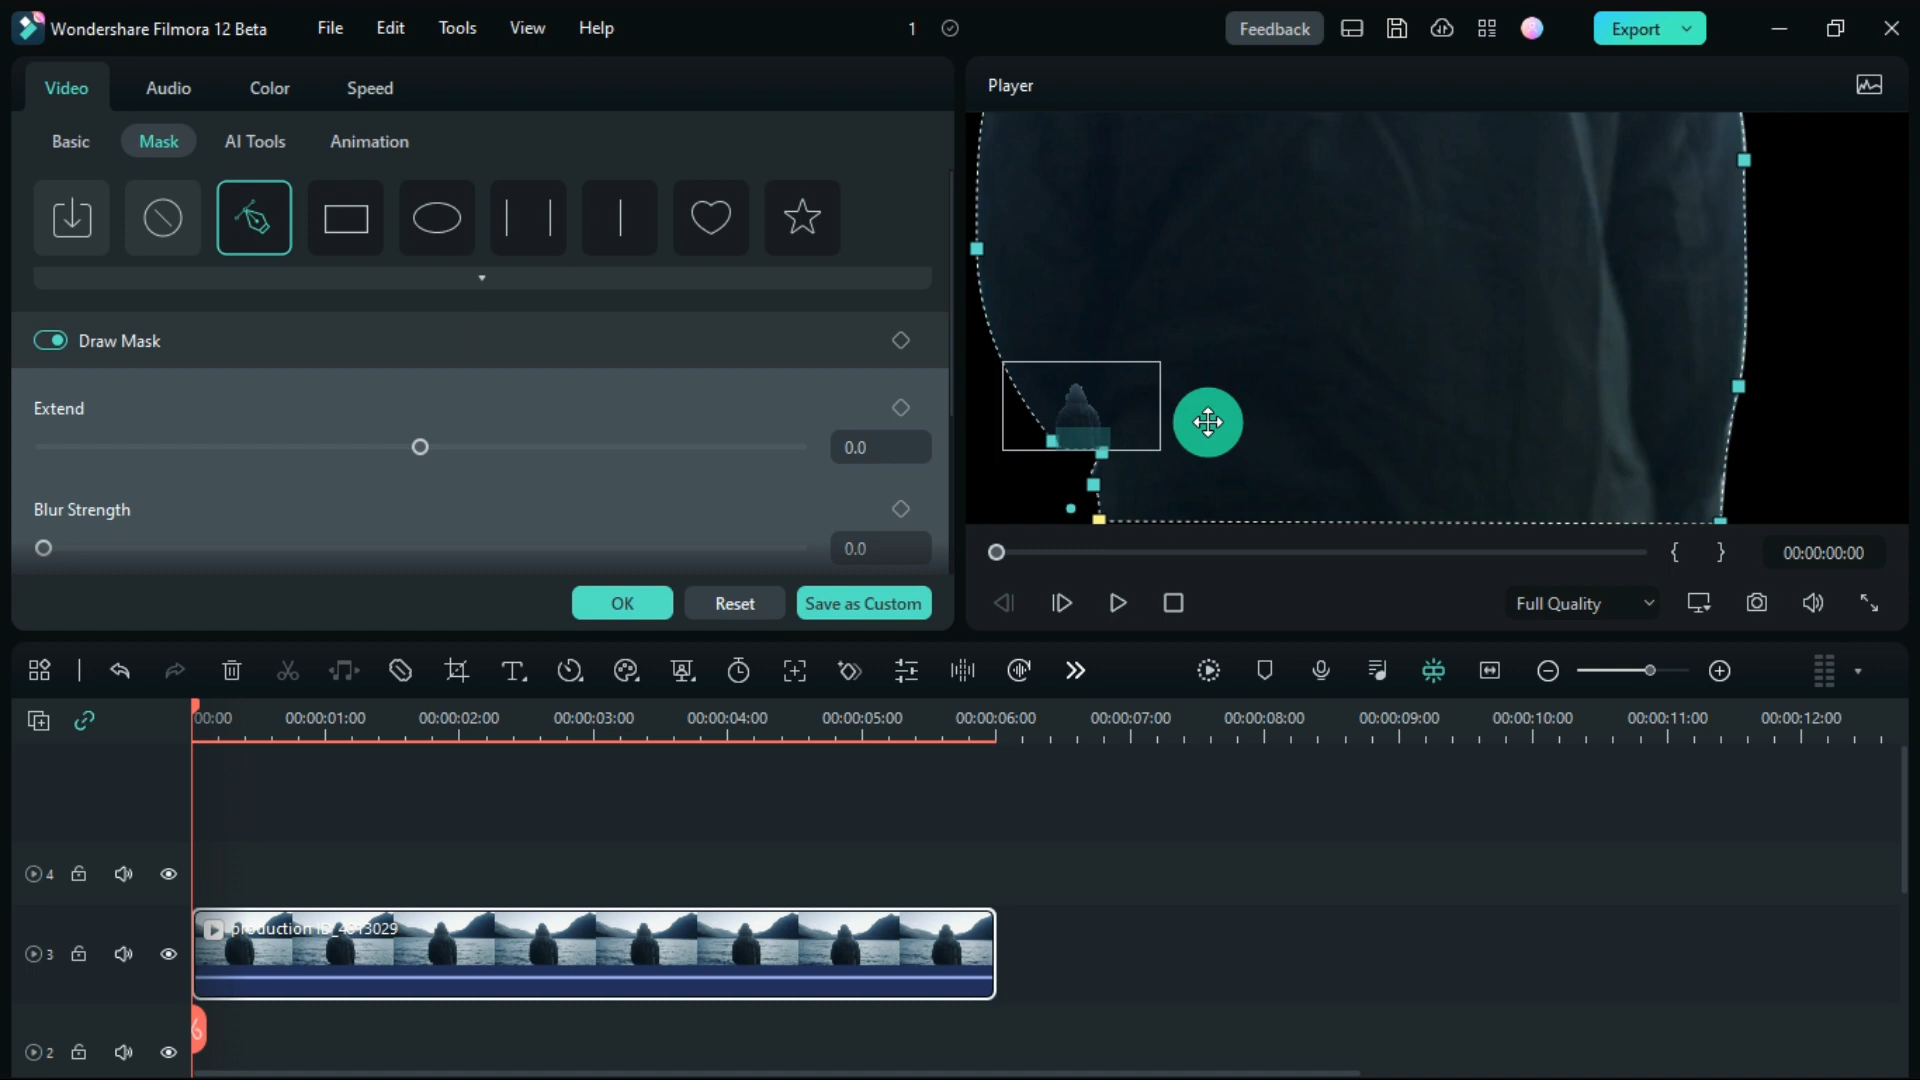 Wondershare Filmora 12 Beta
File
Edit
Tools
View
Help
1
Feedback
Export
Video
Audio
Color
Speed
Player
Basic
Mask
AI Tools
Animation
Draw Mask
Extend
0.0
Blur Strength
0.0
OK
Reset
Save as Custom
{ }
00:00:00:00
Full Quality
00:00
00:00:01:00
00:00:02:00
00:00:03:00
00:00:04:00
00:00:05:00
00:00:06:00
00:00:07:00
00:00:08:00
00:00:09:00
00:00:10:00
00:00:11:00
00:00:12:00
4
production ID_4813029
3
2